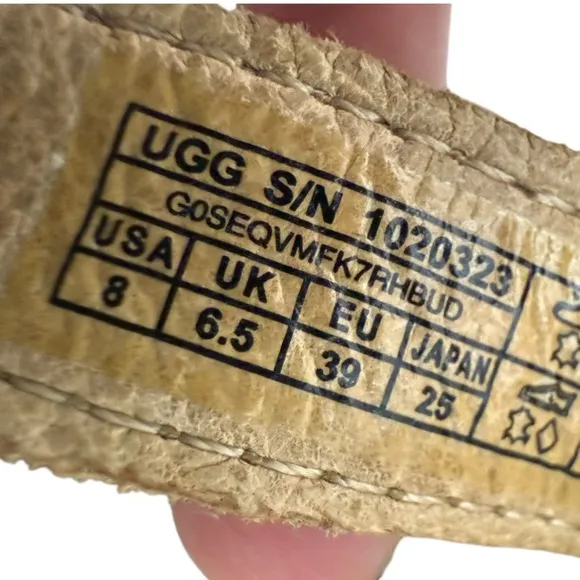 UGG S/N 1020323
G0SEQVMFK7RHBUD
USA UK EU JAPAN
8 6.5 39 25